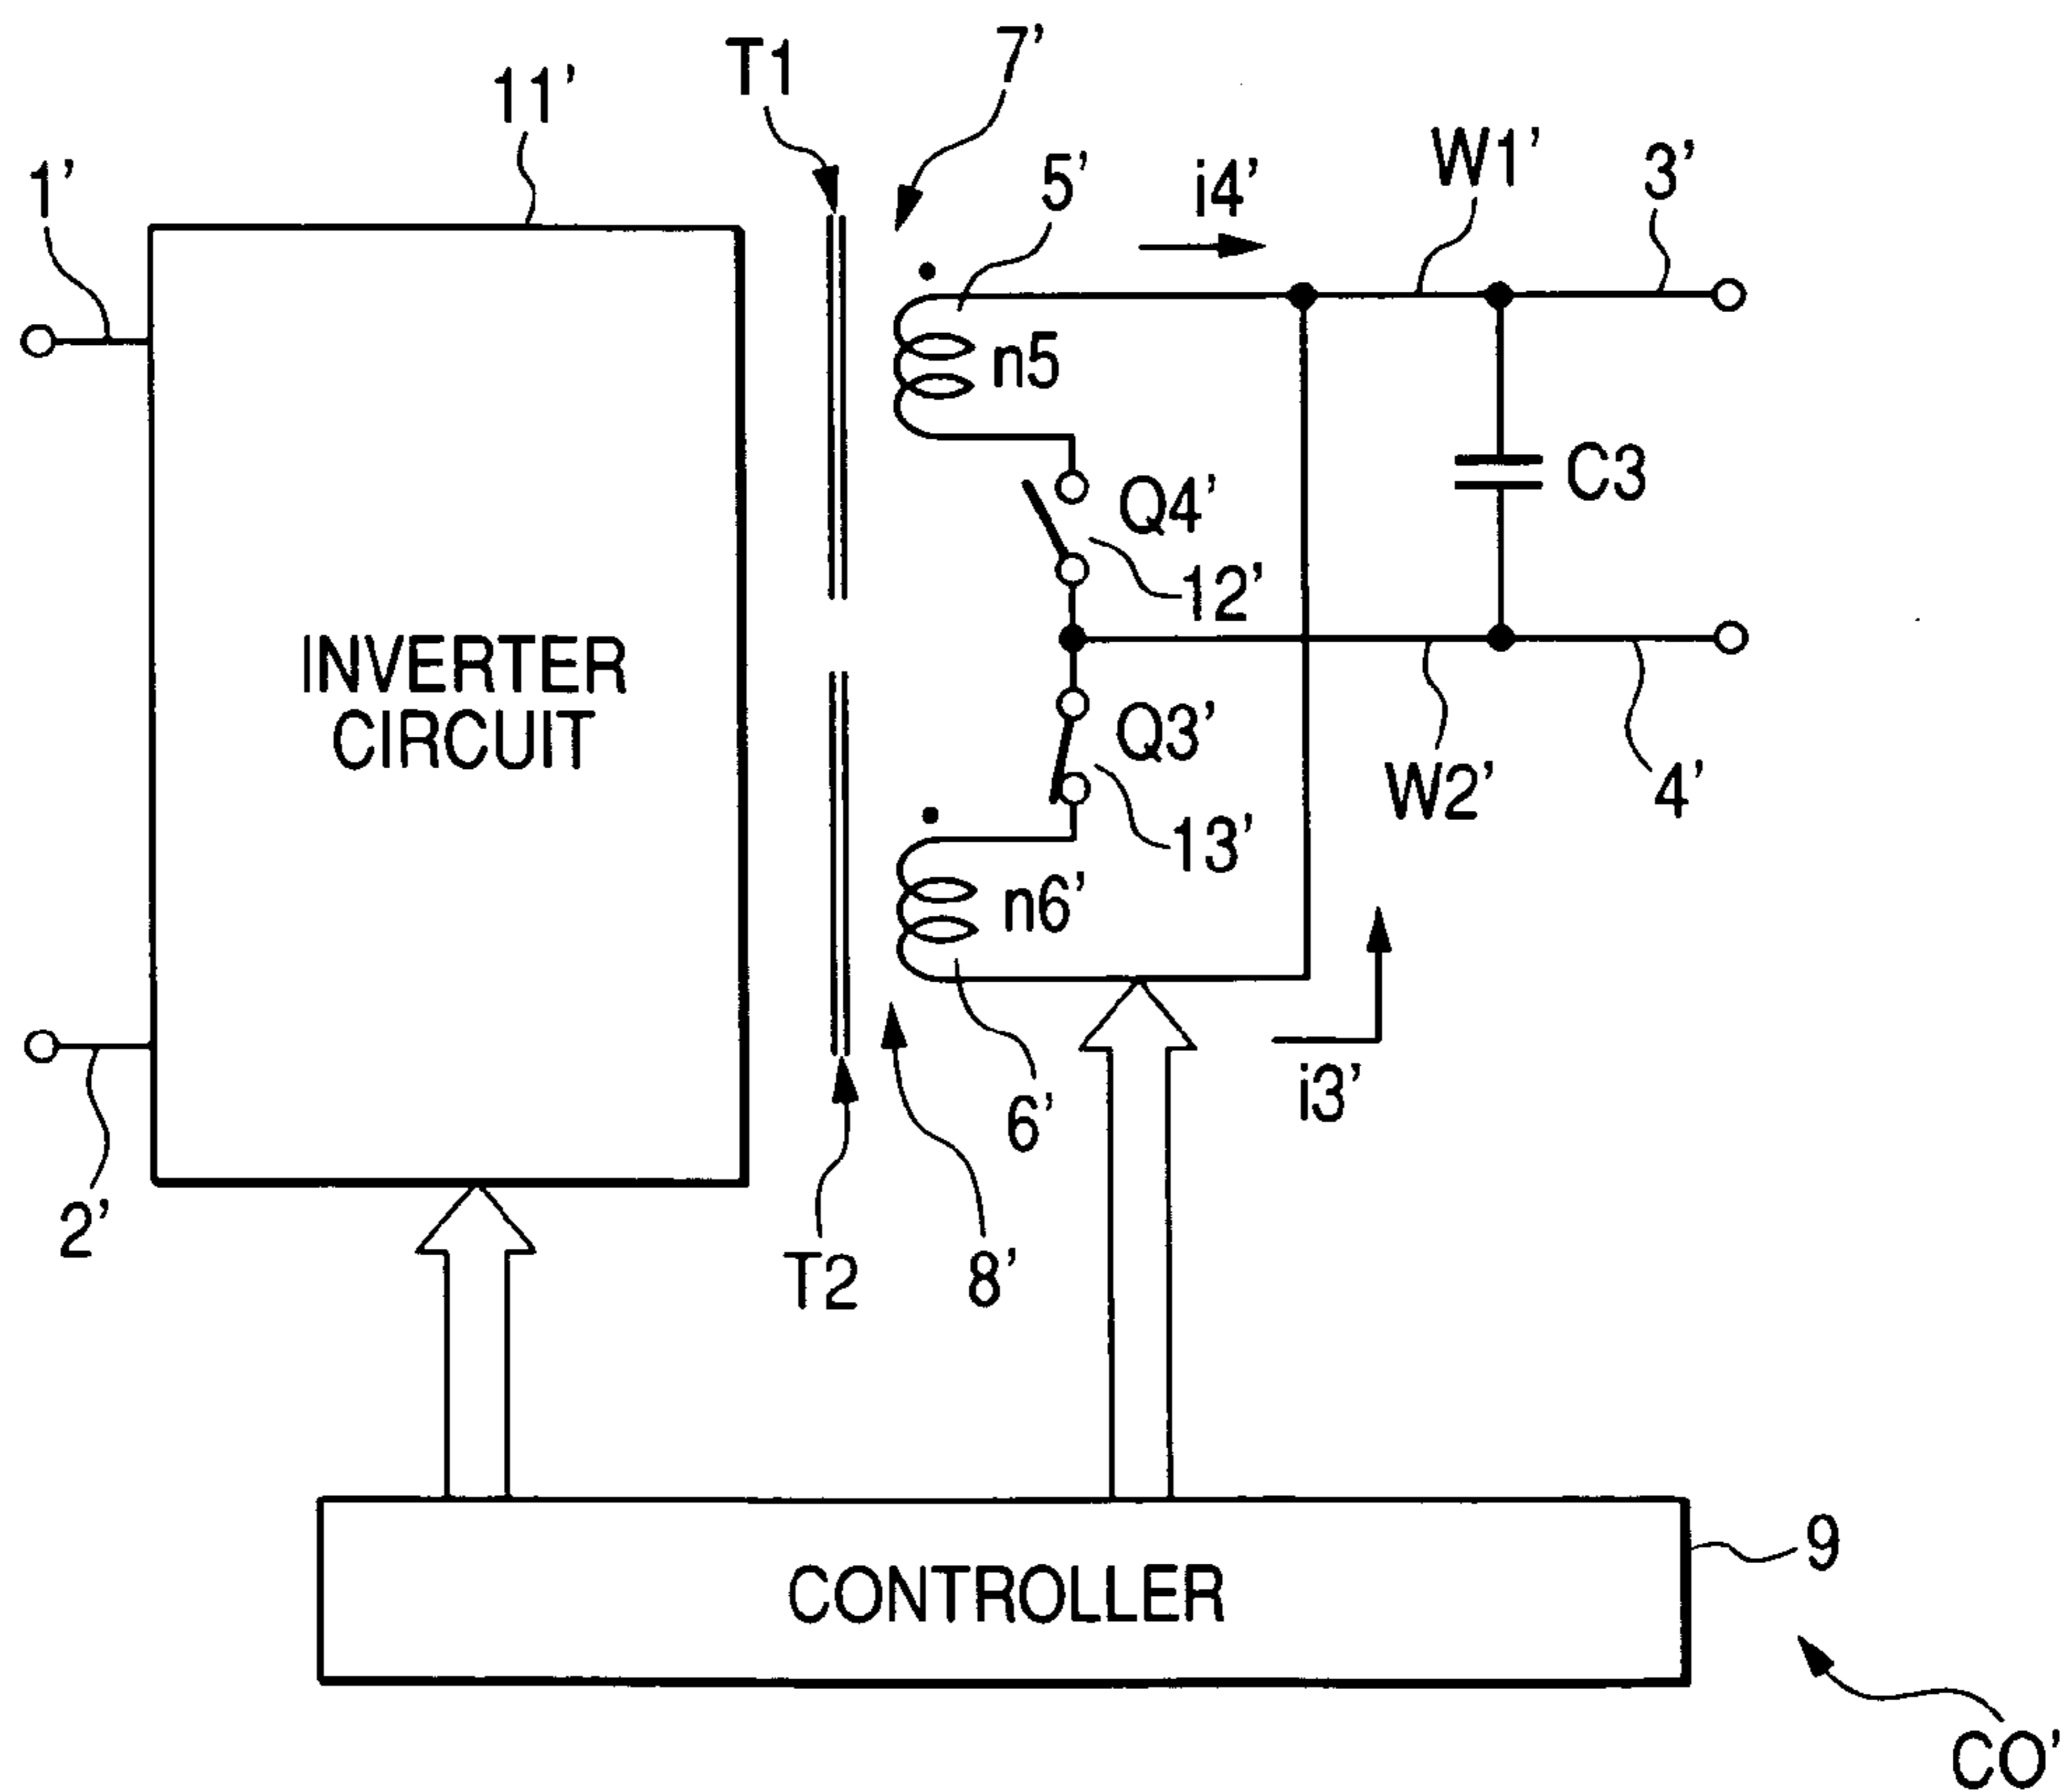 T1
7’
11’
5’
i4’
W1’
3’
1’
n5
Q4’
C3
12’
INVERTER
CIRCUIT
Q3’
W2’
4’
13’
n6’
i3’
6’
2’
T2
8’
9
CONTROLLER
CO’